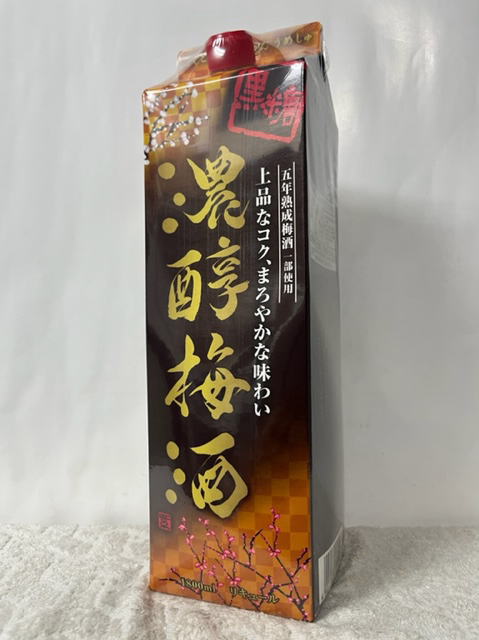 黒糖
五年熟成梅酒 一部使用
上品なコク、まろやかな味わい
濃醇梅酒
1800ml リキュール